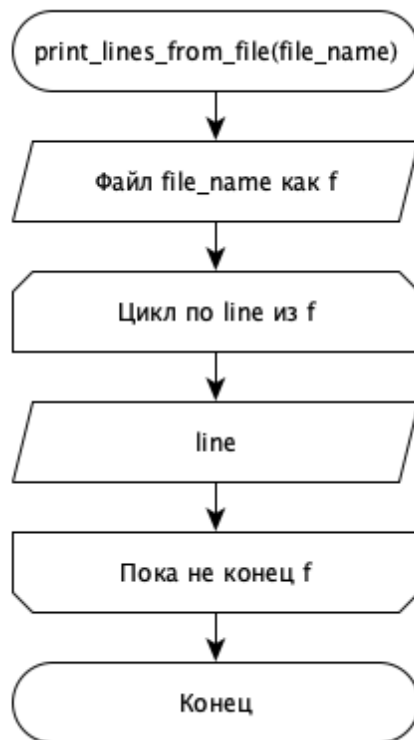 print_lines_from_file(file_name)
Файл file_name как f
Цикл по line из f
line
Пока не конец f
Конец